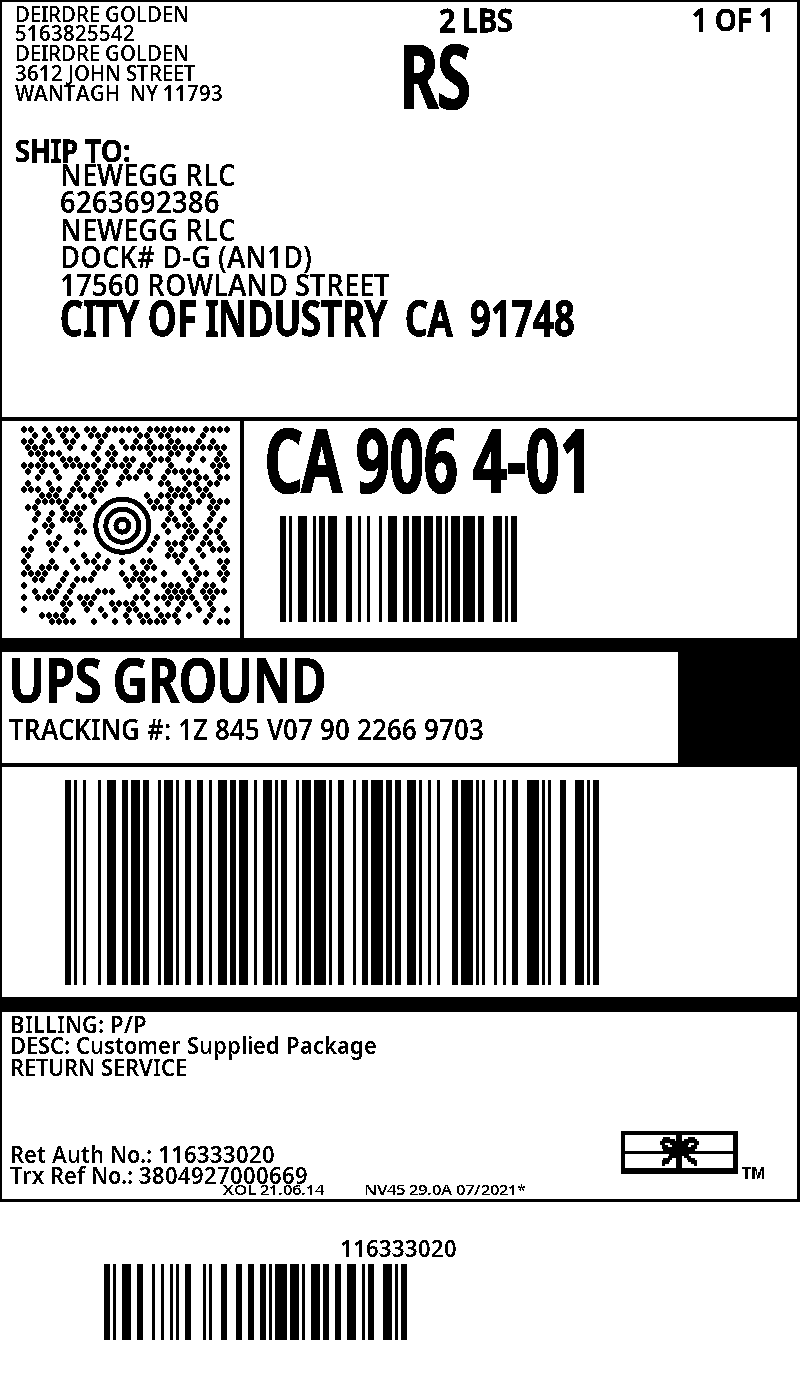 DEIRDRE GOLDEN
5163825542
DEIRDRE GOLDEN
3612 JOHN STREET
WANTAGH NY 11793
2 LBS
1 OF 1
RS
SHIP TO:
NEWEGG RLC
6263692386
NEWEGG RLC
DOCK# D-G (AN1D)
17560 ROWLAND STREET
CITY OF INDUSTRY CA 91748
CA 906 4-01
UPS GROUND
TRACKING #: 1Z 845 V07 90 2266 9703
BILLING: P/P
DESC: Customer Supplied Package
RETURN SERVICE
Ret Auth No.: 116333020
Trx Ref No.: 3804927000669
XOL 21.06.14 NV45 29.0A 07/2021*
TM
116333020